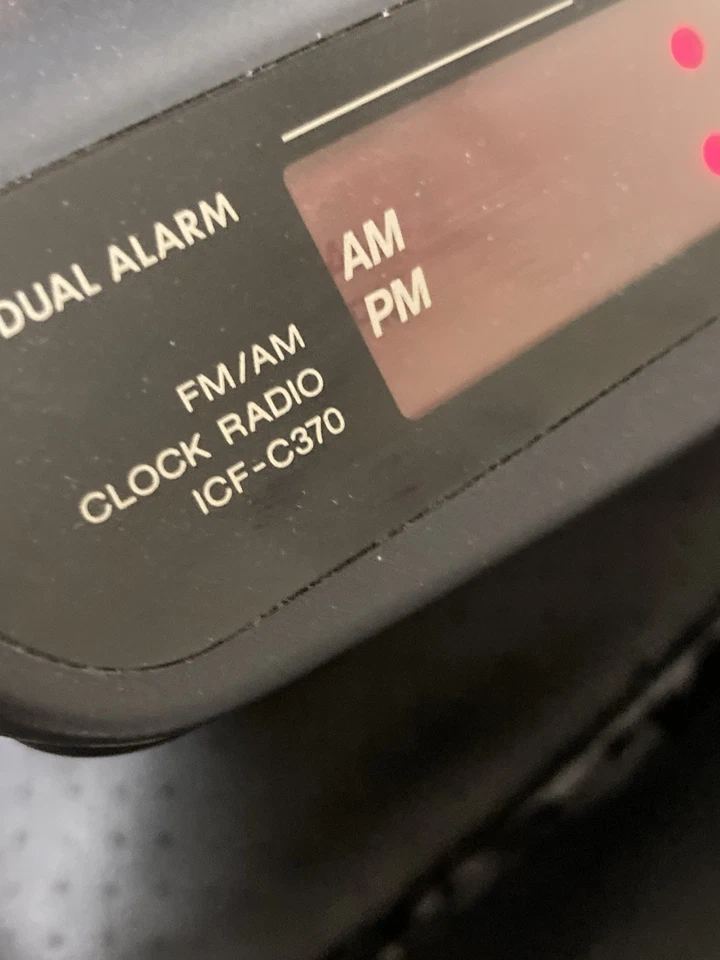 DUAL ALARM
AM
PM
FM/AM
CLOCK RADIO
ICF-C370